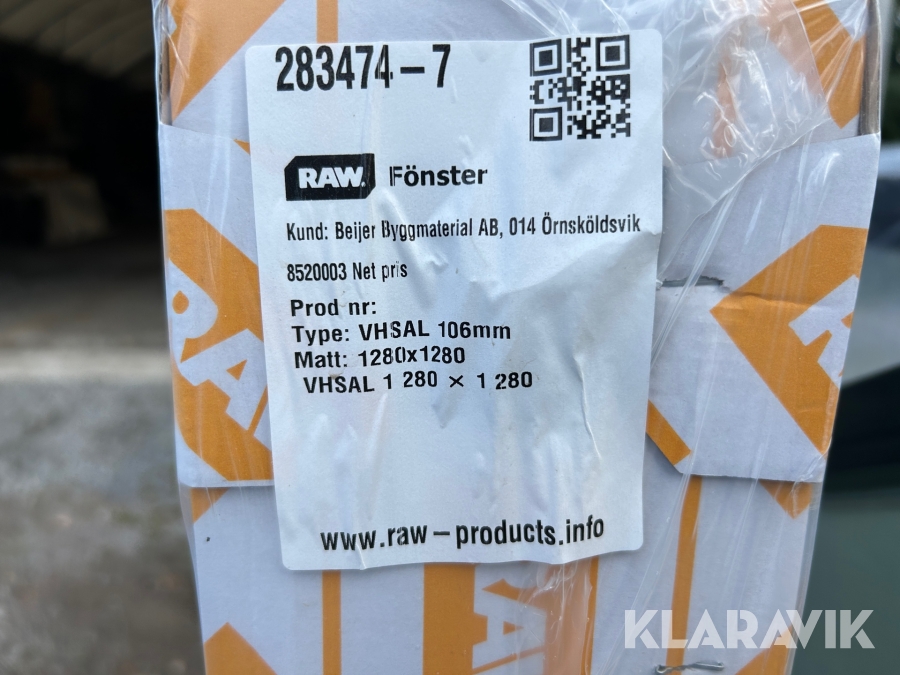 283474-7
RAW. Fönster
Kund: Beijer Byggmaterial AB, 014 Örnsköldsvik
8520003 Net pris
Prod nr:
Type: VHSAL 106mm
Matt: 1280x1280
VHSAL 1 280 × 1 280
www.raw-products.info
KLARAVIK